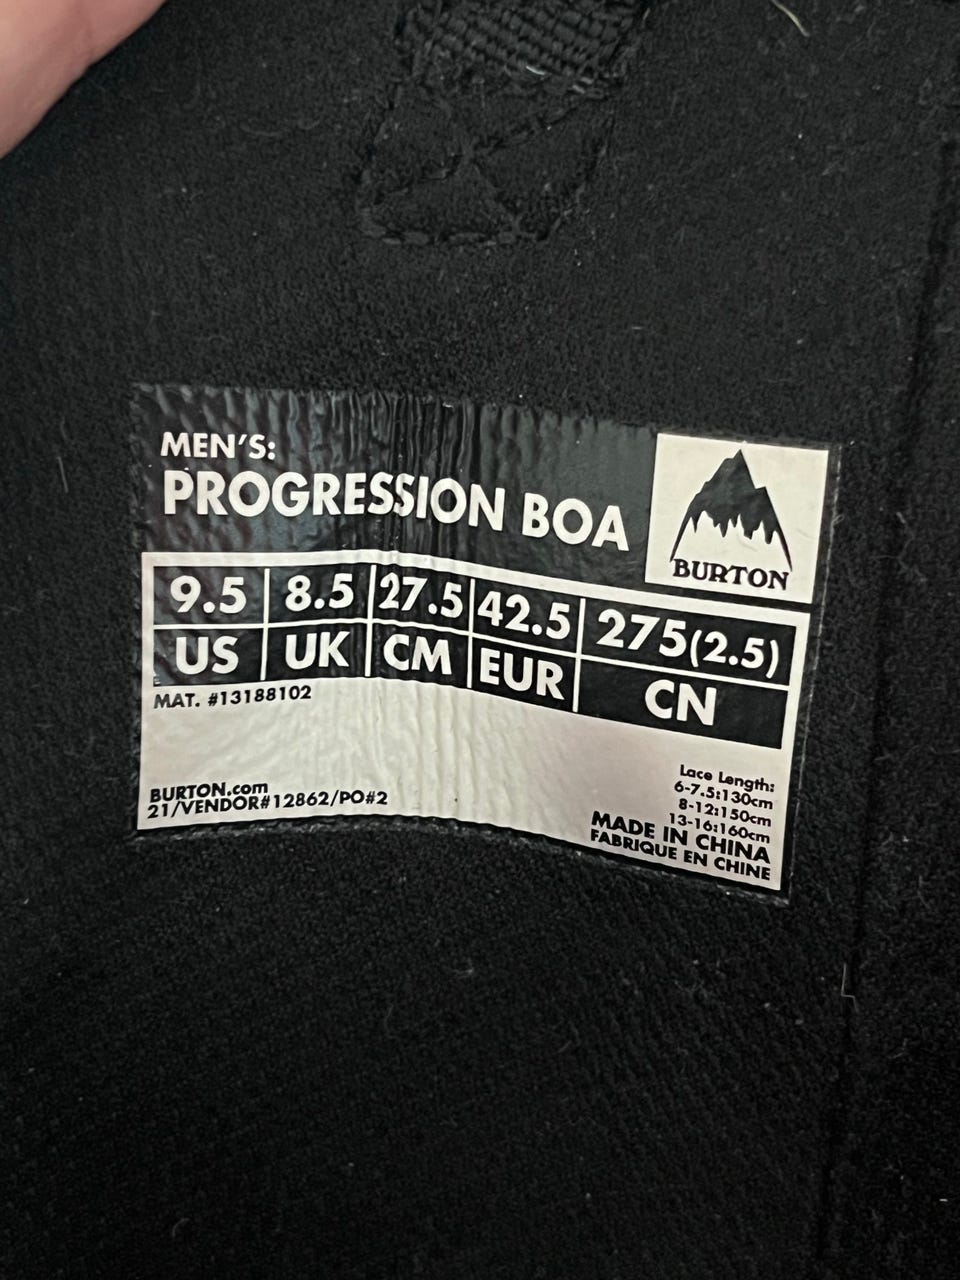 MEN'S:
PROGRESSION BOA
BURTON
9.5 8.5 27.5 42.5 275(2.5)
US UK CM EUR CN
MAT. #13188102
BURTON.com
21/VENDOR#12862/PO#2
Lace Length:
6-7.5:130cm
8-12:150cm
13-16:160cm
MADE IN CHINA
FABRIQUE EN CHINE